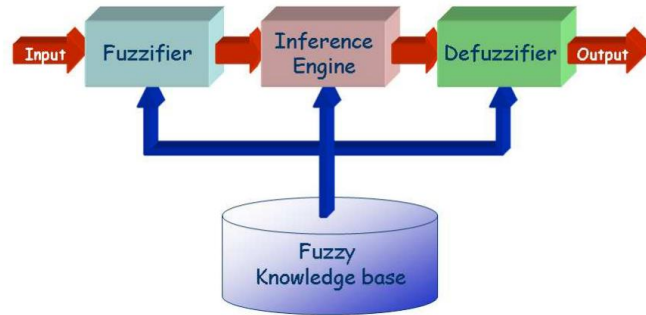 Input
Fuzzifier
Inference
Engine
Defuzzifier
Output
Fuzzy
Knowledge base